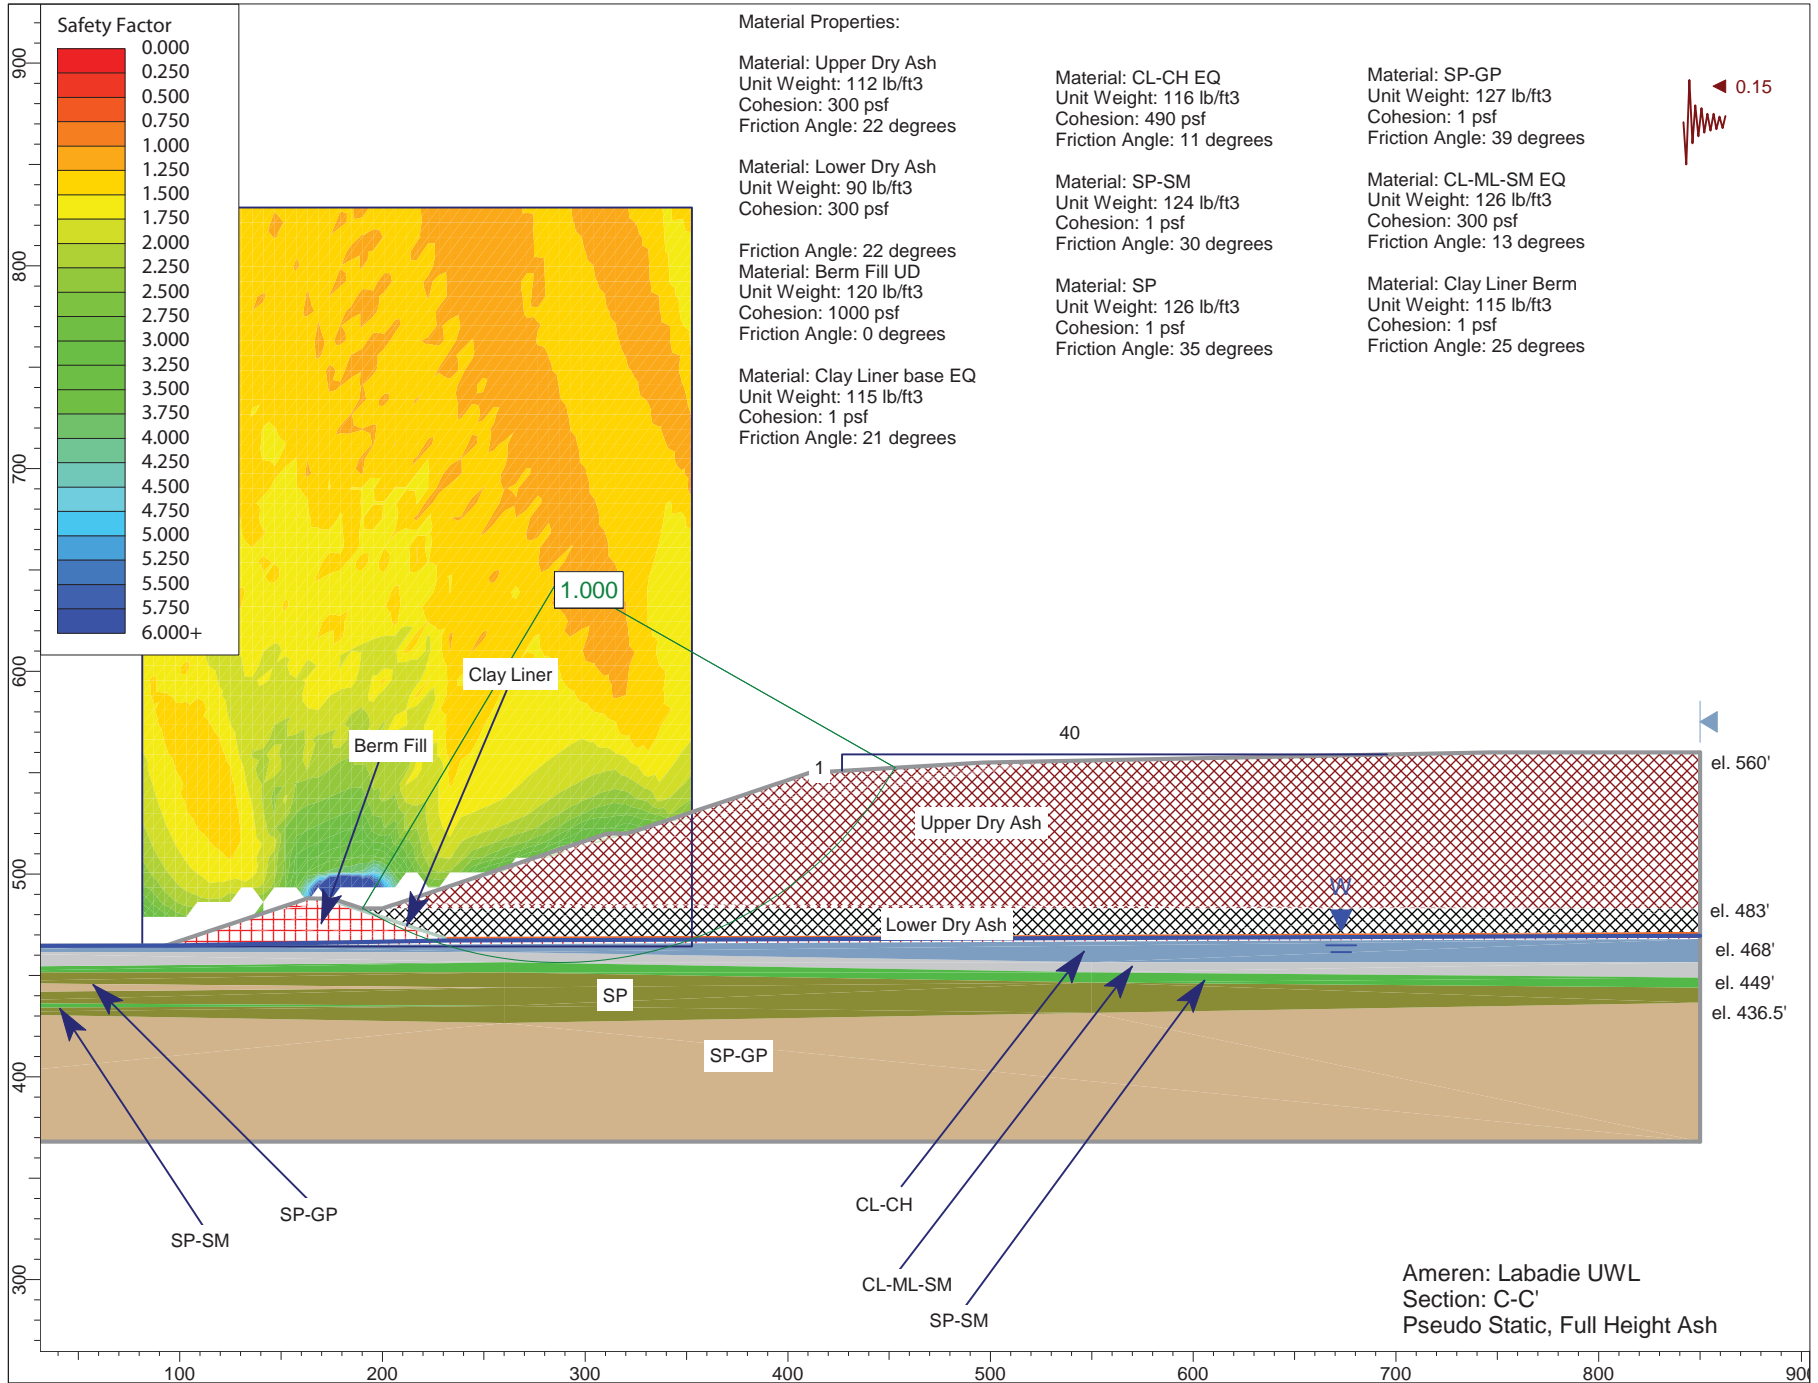 Safety Factor
0.000
0.250
0.500
0.750
1.000
1.250
1.500
1.750
2.000
2.250
2.500
2.750
3.000
3.250
3.500
3.750
4.000
4.250
4.500
4.750
5.000
5.250
5.500
5.750
6.000+
Material Properties:
Material: Upper Dry Ash
Unit Weight: 112 lb/ft3
Cohesion: 300 psf
Friction Angle: 22 degrees
Material: Lower Dry Ash
Unit Weight: 90 lb/ft3
Cohesion: 300 psf
Friction Angle: 22 degrees
Material: Berm Fill UD
Unit Weight: 120 lb/ft3
Cohesion: 1000 psf
Friction Angle: 0 degrees
Material: Clay Liner base EQ
Unit Weight: 115 lb/ft3
Cohesion: 1 psf
Friction Angle: 21 degrees
Material: CL-CH EQ
Unit Weight: 116 lb/ft3
Cohesion: 490 psf
Friction Angle: 11 degrees
Material: SP-SM
Unit Weight: 124 lb/ft3
Cohesion: 1 psf
Friction Angle: 30 degrees
Material: SP
Unit Weight: 126 lb/ft3
Cohesion: 1 psf
Friction Angle: 35 degrees
Material: SP-GP
Unit Weight: 127 lb/ft3
Cohesion: 1 psf
Friction Angle: 39 degrees
Material: CL-ML-SM EQ
Unit Weight: 126 lb/ft3
Cohesion: 300 psf
Friction Angle: 13 degrees
Material: Clay Liner Berm
Unit Weight: 115 lb/ft3
Cohesion: 1 psf
Friction Angle: 25 degrees
0.15
900
800
700
600
500
400
300
1.000
Clay Liner
Berm Fill
40
1
Upper Dry Ash
Lower Dry Ash
W
el. 560'
el. 483'
el. 468'
el. 449'
el. 436.5'
SP
SP-GP
SP-GP
SP-SM
CL-CH
CL-ML-SM
SP-SM
Ameren: Labadie UWL
Section: C-C'
Pseudo Static, Full Height Ash
100
200
300
400
500
600
700
800